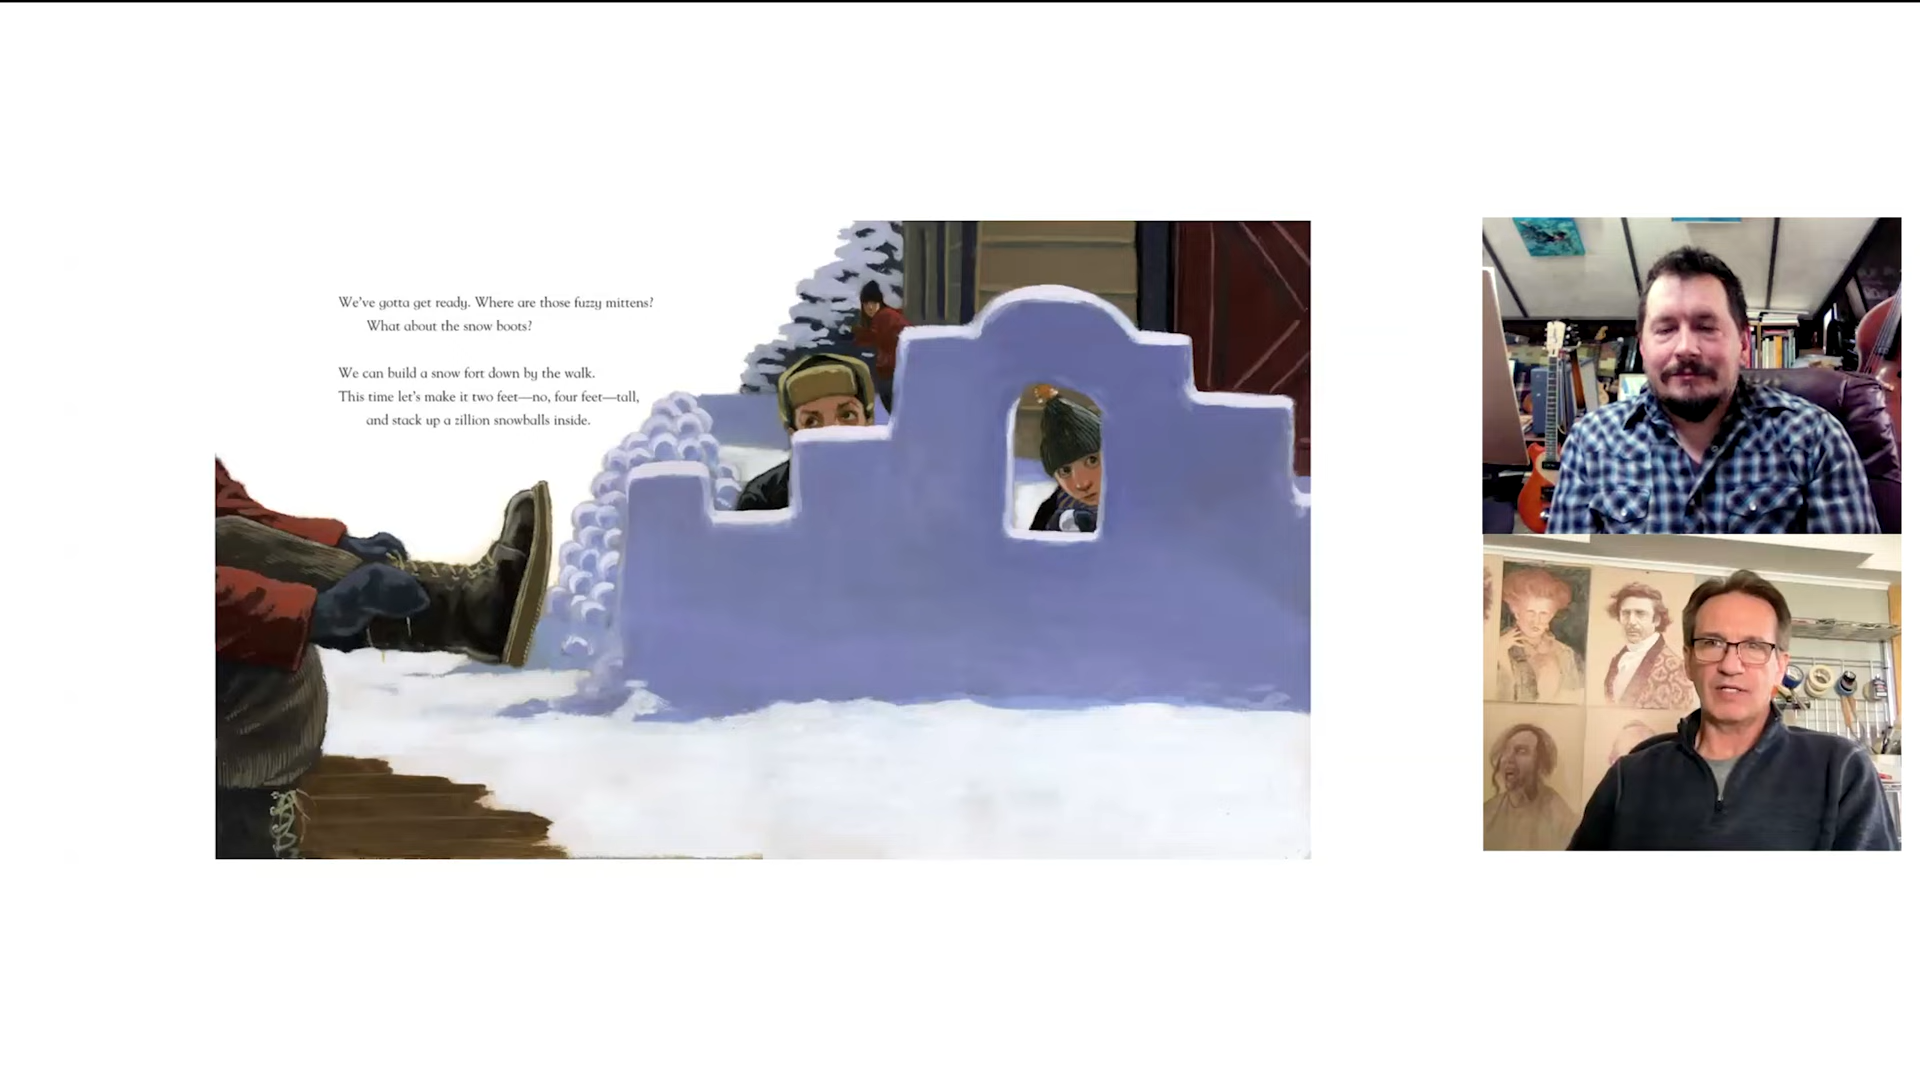 We've gotta get ready. Where are those fuzzy mittens?
What about the snow boots?
We can build a snow fort down by the walk.
This time let's make it two feet—no, four feet—tall,
and stack up a zillion snowballs inside.